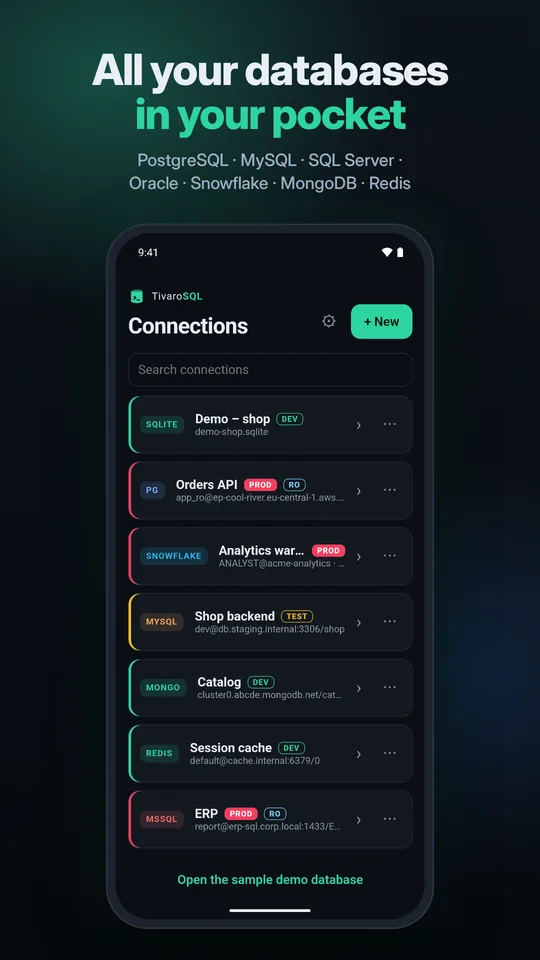 All your databases
in your pocket
PostgreSQL · MySQL · SQL Server ·
Oracle · Snowflake · MongoDB · Redis
9:41
TivaroSQL
Connections
+ New
Search connections
SQLITE
Demo – shop DEV
demo-shop.sqlite
PG
Orders API PROD RO
app_ro@ep-cool-river.eu-central-1.aws....
SNOWFLAKE
Analytics war... PROD
ANALYST@acme-analytics · ...
MYSQL
Shop backend TEST
dev@db.staging.internal:3306/shop
MONGO
Catalog DEV
cluster0.abcde.mongodb.net/cat...
REDIS
Session cache DEV
default@cache.internal:6379/0
MSSQL
ERP PROD RO
report@erp-sql.corp.local:1433/E...
Open the sample demo database